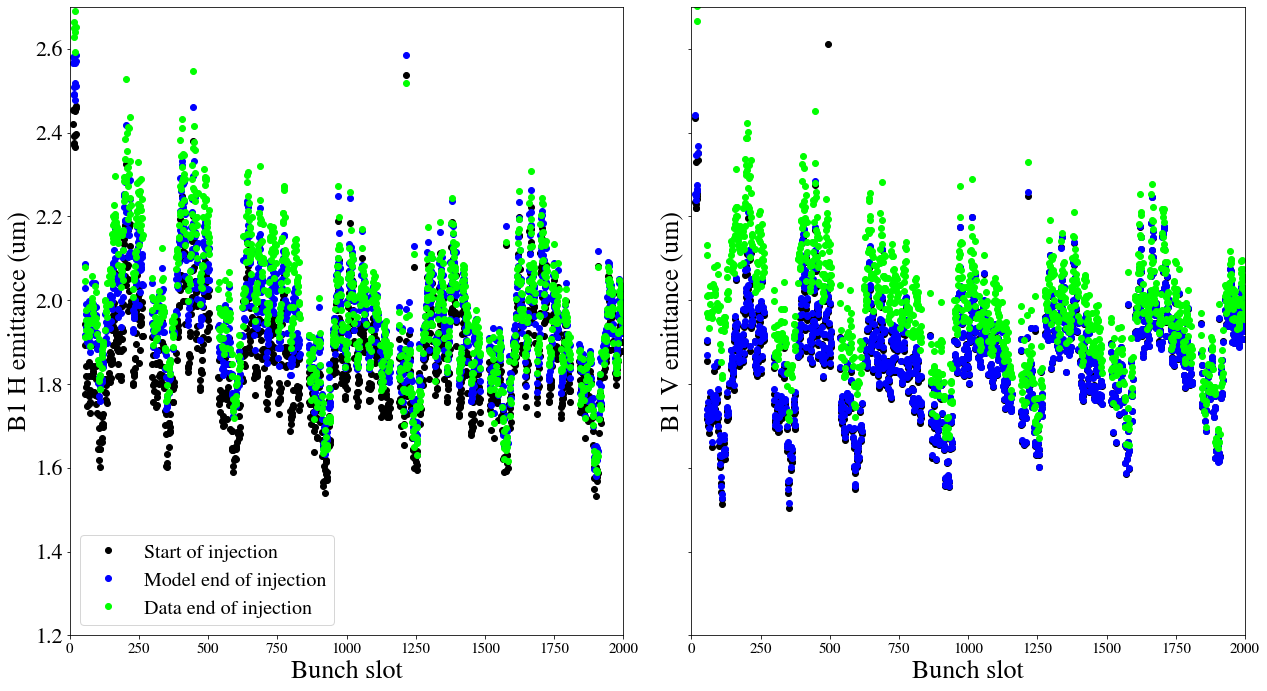 B1 H emittance (um)
2.6
2.4
2.2
2.0
1.8
1.6
1.4
1.2
Start of injection
Model end of injection
Data end of injection
0 250 500 750 1000 1250 1500 1750 2000
Bunch slot
B1 V emittance (um)
0 250 500 750 1000 1250 1500 1750 2000
Bunch slot